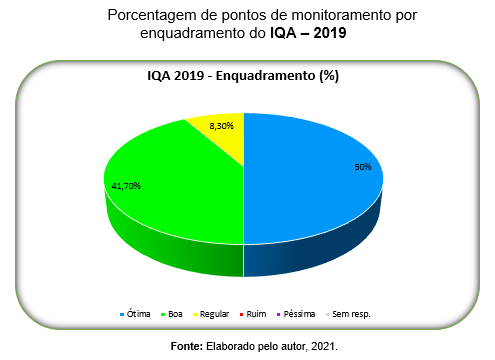 Porcentagem de pontos de monitoramento por
enquadramento do IQA – 2019
IQA 2019 - Enquadramento (%)
8,30%
50%
41,70%
Ótima Boa Regular Ruim Péssima Sem resp.
Fonte: Elaborado pelo autor, 2021.